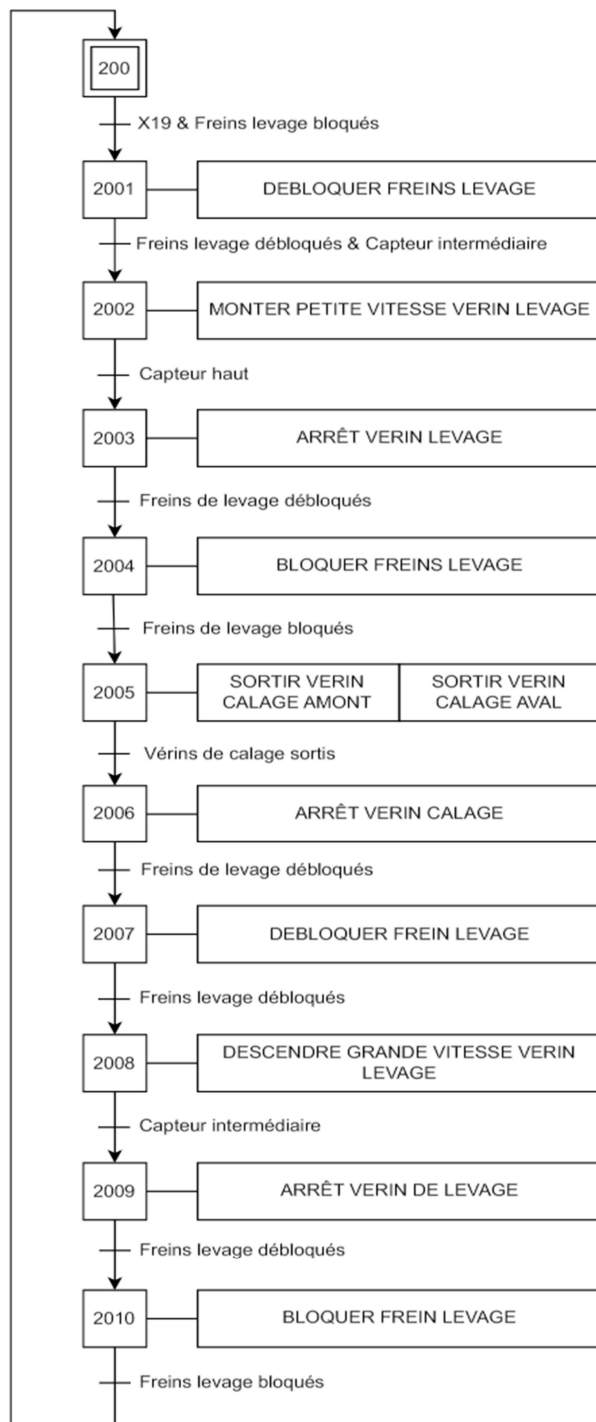 200
X19 & Freins levage bloqués
2001
DEBLOQUER FREINS LEVAGE
Freins levage débloqués & Capteur intermédiaire
2002
MONTER PETITE VITESSE VERIN LEVAGE
Capteur haut
2003
ARRÊT VERIN LEVAGE
Freins de levage débloqués
2004
BLOQUER FREINS LEVAGE
Freins de levage bloqués
2005
SORTIR VERIN
CALAGE AMONT
SORTIR VERIN
CALAGE AVAL
Vérins de calage sortis
2006
ARRÊT VERIN CALAGE
Freins de levage débloqués
2007
DEBLOQUER FREIN LEVAGE
Freins levage débloqués
2008
DESCENDRE GRANDE VITESSE VERIN
LEVAGE
Capteur intermédiaire
2009
ARRÊT VERIN DE LEVAGE
Freins levage débloqués
2010
BLOQUER FREIN LEVAGE
Freins levage bloqués